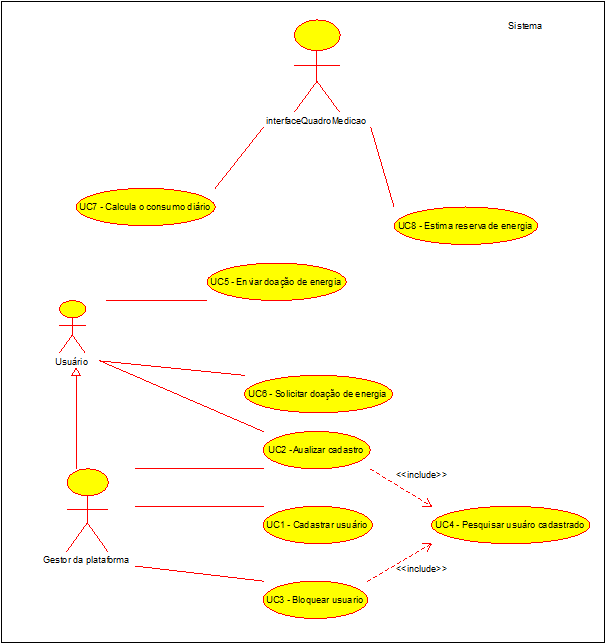 Sistema
interfaceQuadroMedicao
UC7 - Calcula o consumo diário
UC8 - Estima reserva de energia
UC5 - Enviar doação de energia
Usuário
UC6 - Solicitar doação de energia
UC2 - Aualizar cadastro
<<include>>
Gestor da plataforma
UC1 - Cadastrar usuário
UC4 - Pesquisar usuáro cadastrado
<<include>>
UC3 - Bloquear usuario